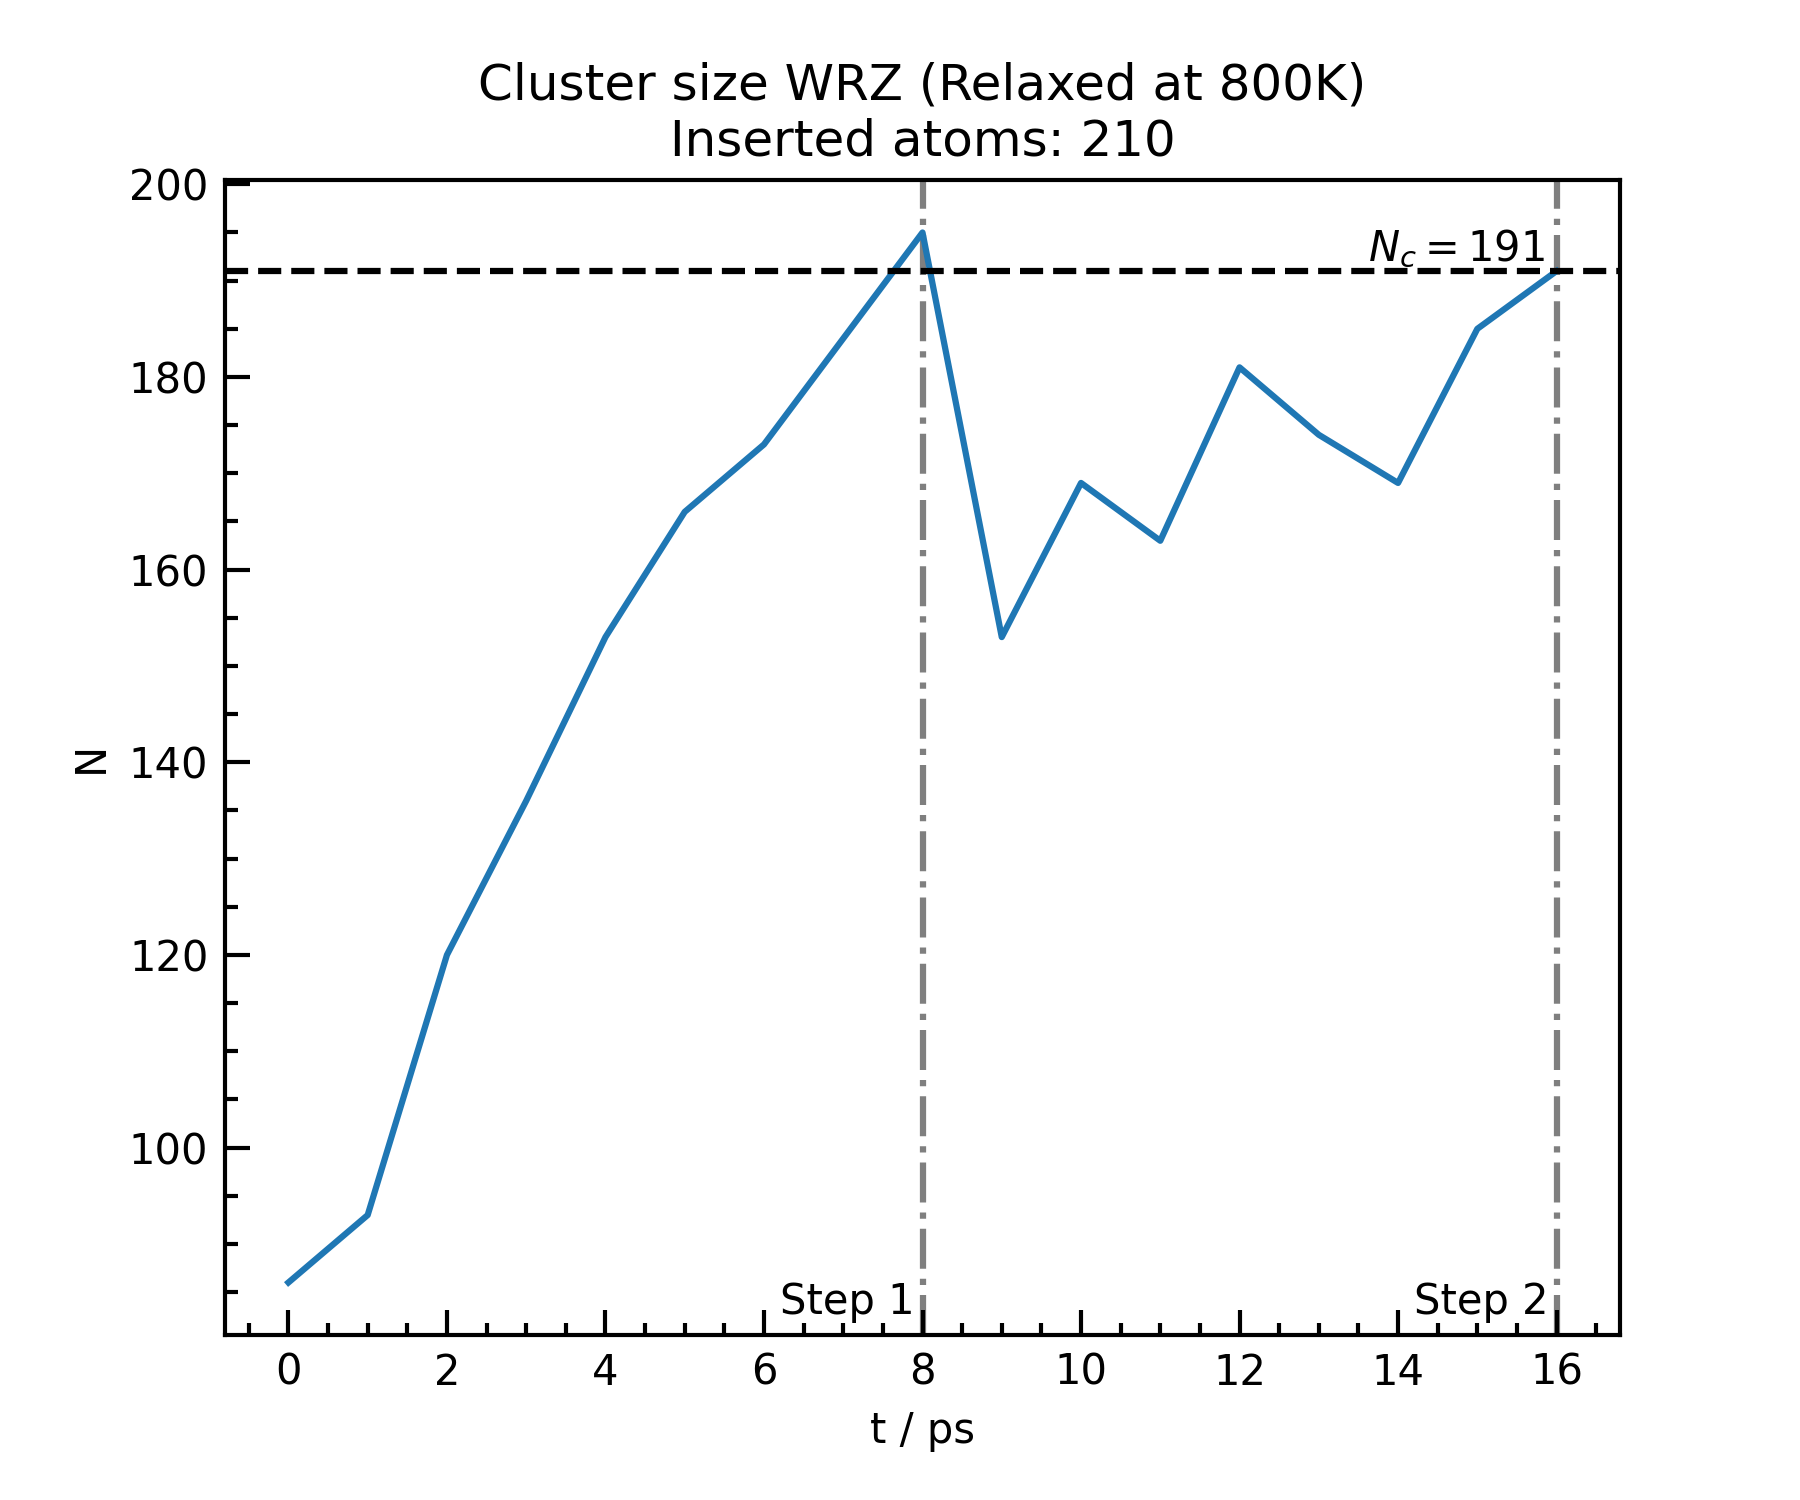 Cluster size WRZ (Relaxed at 800K)
Inserted atoms: 210
200
180
160
140
120
100
N
N_c = 191
Step 1
Step 2
0 2 4 6 8 10 12 14 16
t / ps